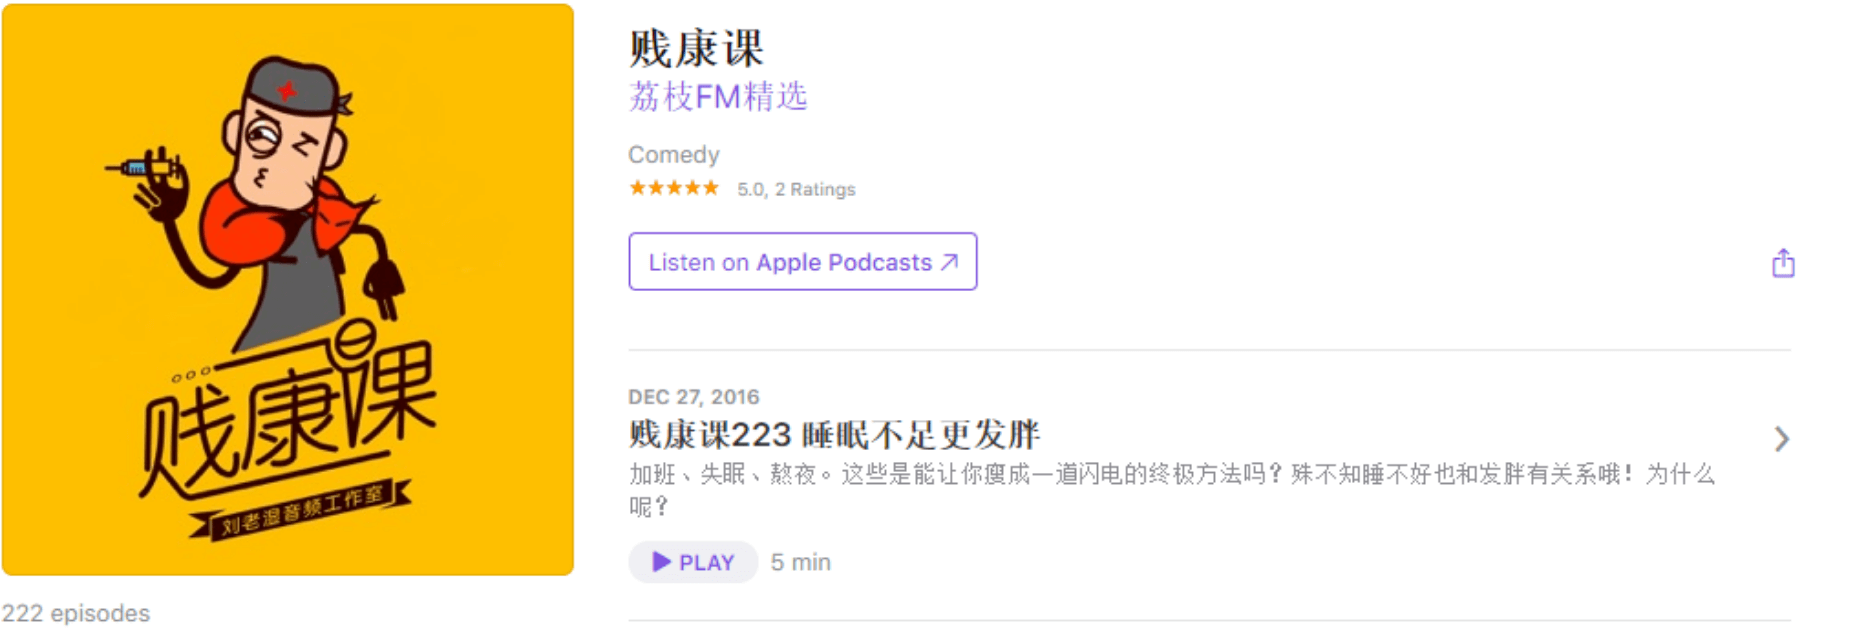 贱康课
刘老湿音频工作室
222 episodes
贱康课
荔枝FM精选
Comedy
★★★★★ 5.0, 2 Ratings
Listen on Apple Podcasts ↗
DEC 27, 2016
贱康课223 睡眠不足更发胖
加班、失眠、熬夜。这些是能让你瘦成一道闪电的终极方法吗？殊不知睡不好也和发胖有关系哦！为什么
呢？
▶ PLAY 5 min